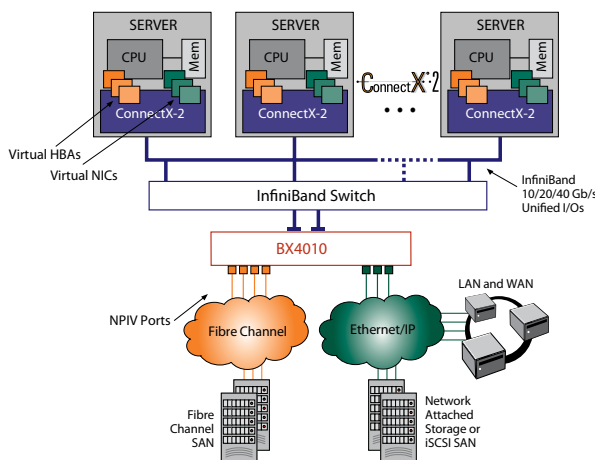 SERVER
SERVER
SERVER
CPU
Mem
CPU
Mem
CPU
Mem
ConnectX·2
ConnectX-2
ConnectX-2
ConnectX-2
Virtual HBAs
Virtual NICs
InfiniBand
10/20/40 Gb/s
Unified I/Os
InfiniBand Switch
BX4010
LAN and WAN
NPIV Ports
Fibre Channel
Ethernet/IP
Fibre
Channel
SAN
Network
Attached
Storage or
iSCSI SAN